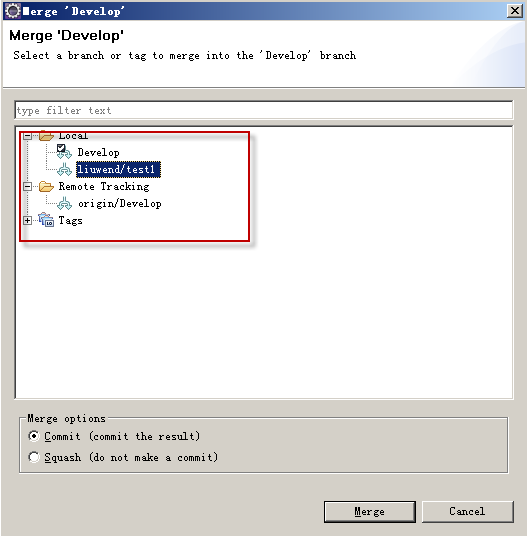 Merge 'Develop'
Merge 'Develop'
Select a branch or tag to merge into the 'Develop' branch
type filter text
Local
Develop
liuwend/test1
Remote Tracking
origin/Develop
Tags
Merge options
Commit (commit the result)
Squash (do not make a commit)
Merge Cancel